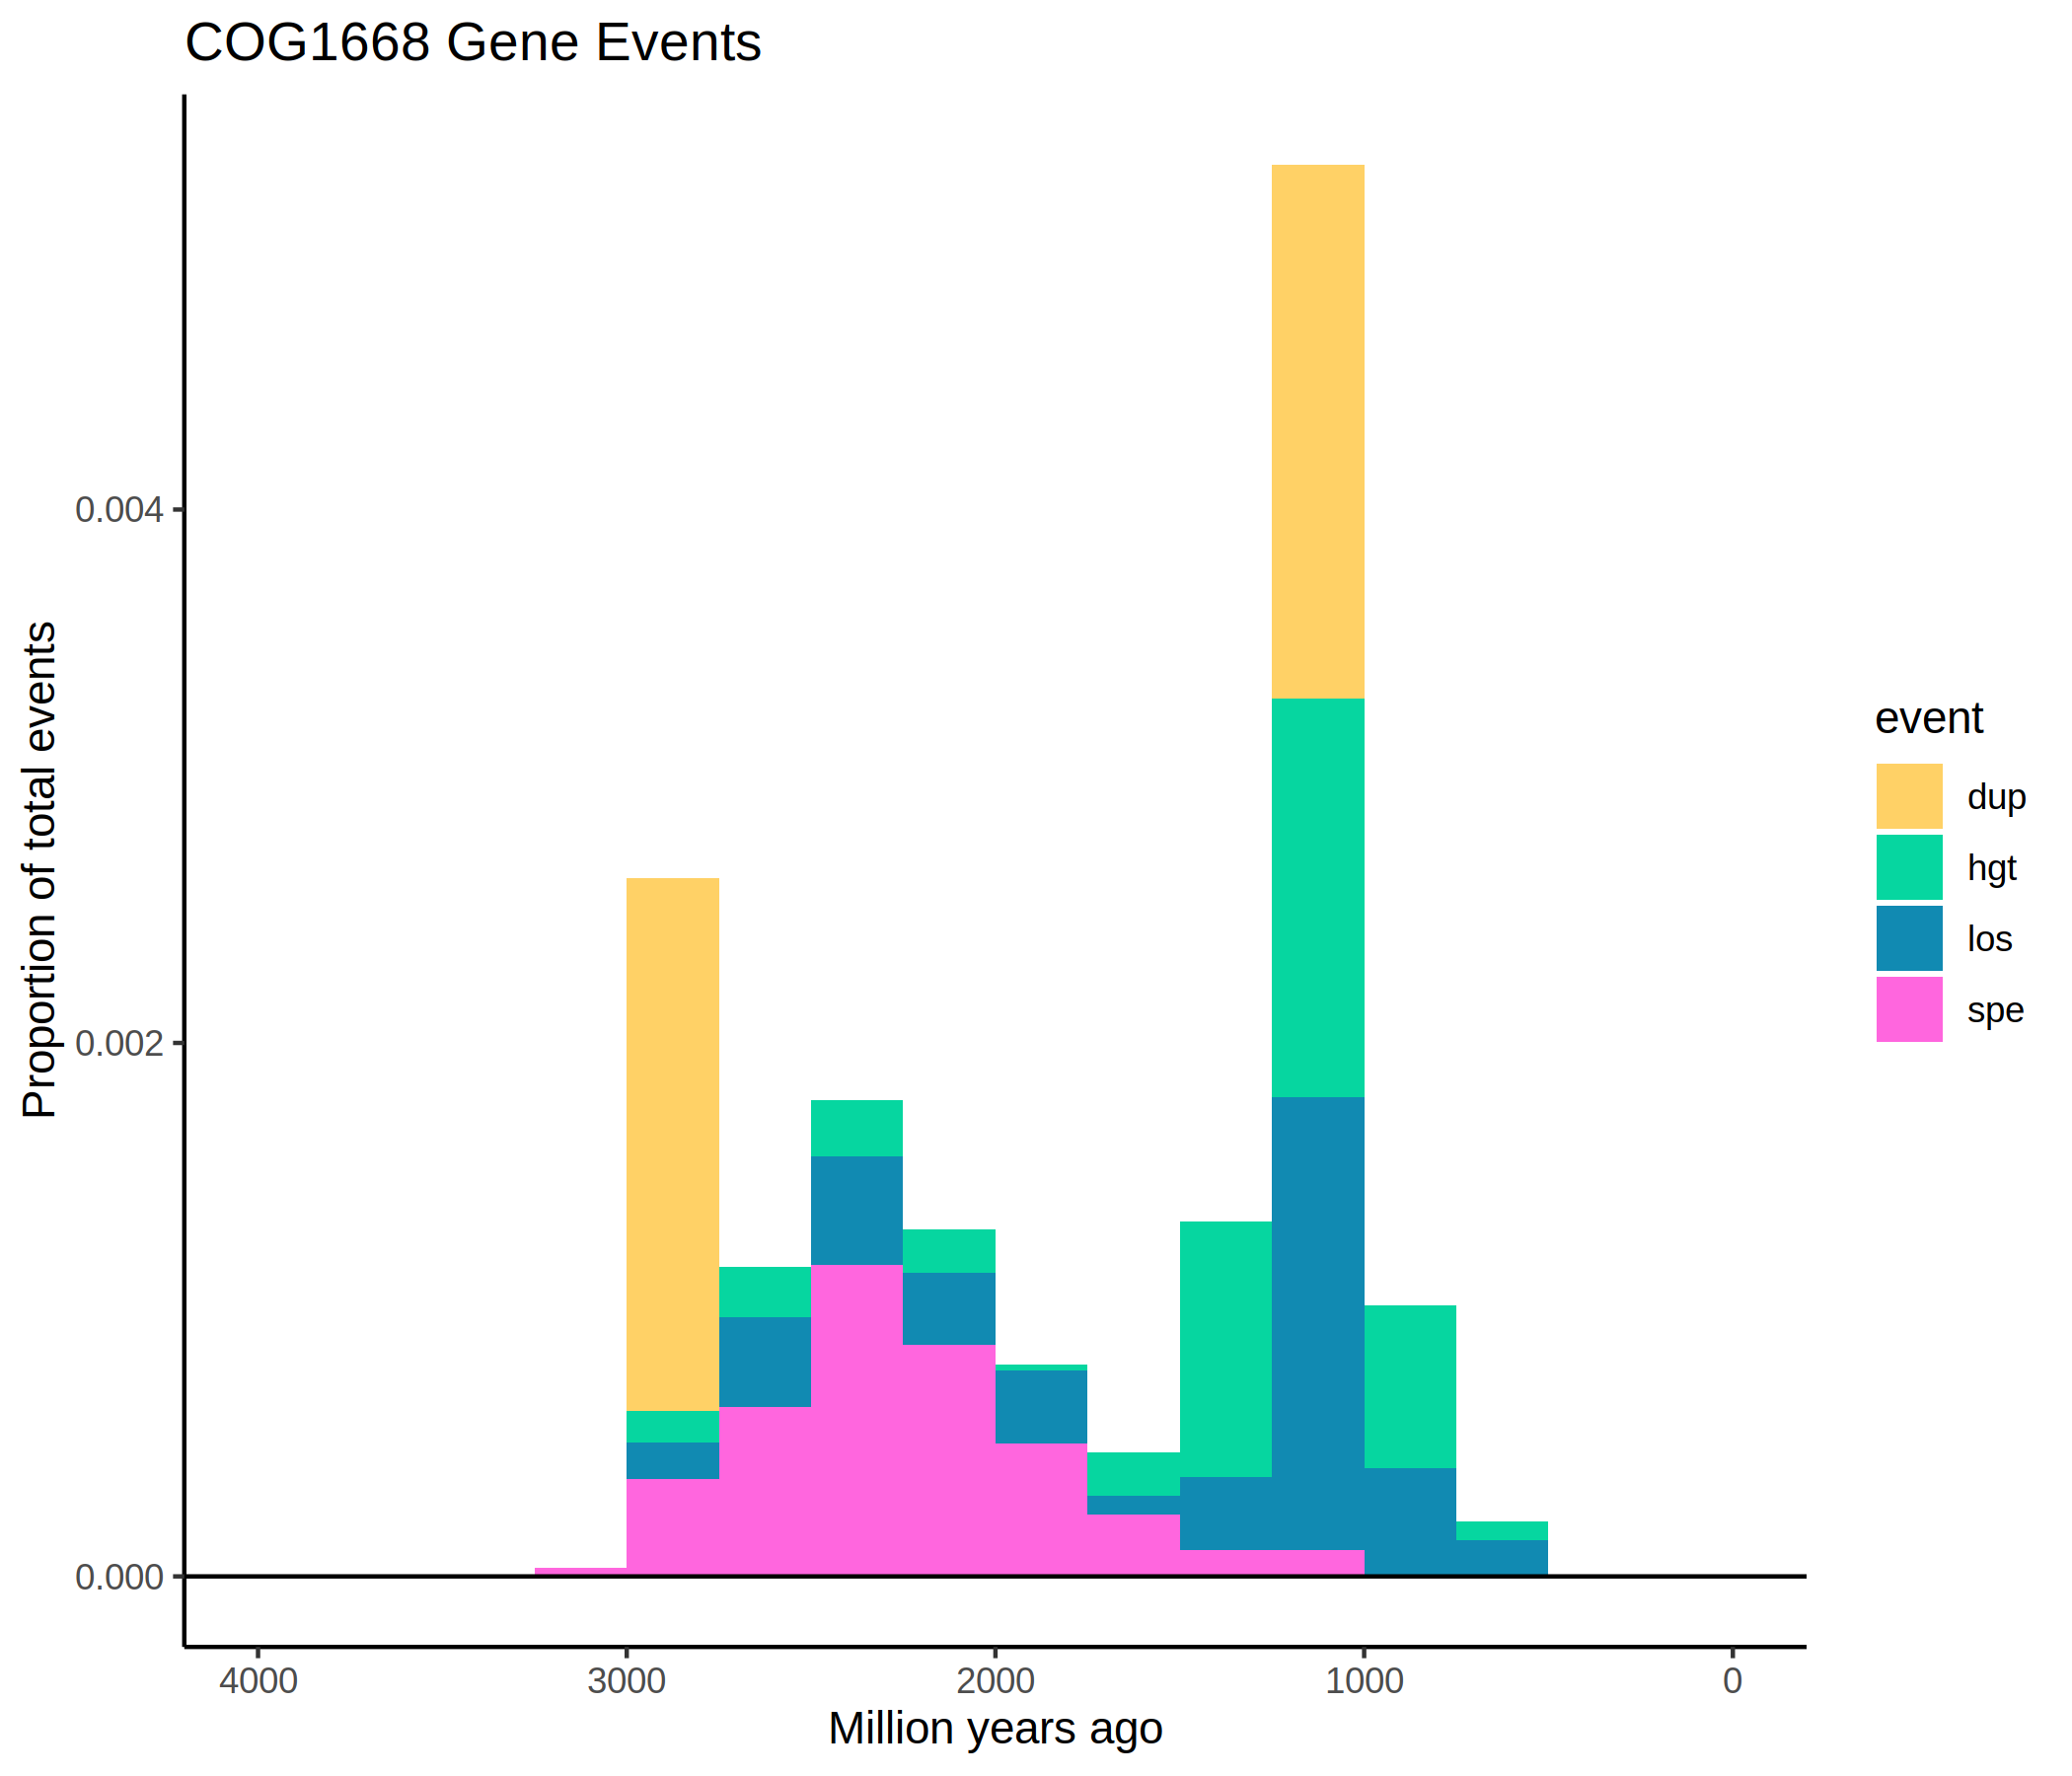 COG1668 Gene Events
Proportion of total events
0.004
0.002
0.000
4000 3000 2000 1000 0
Million years ago
event
dup
hgt
los
spe